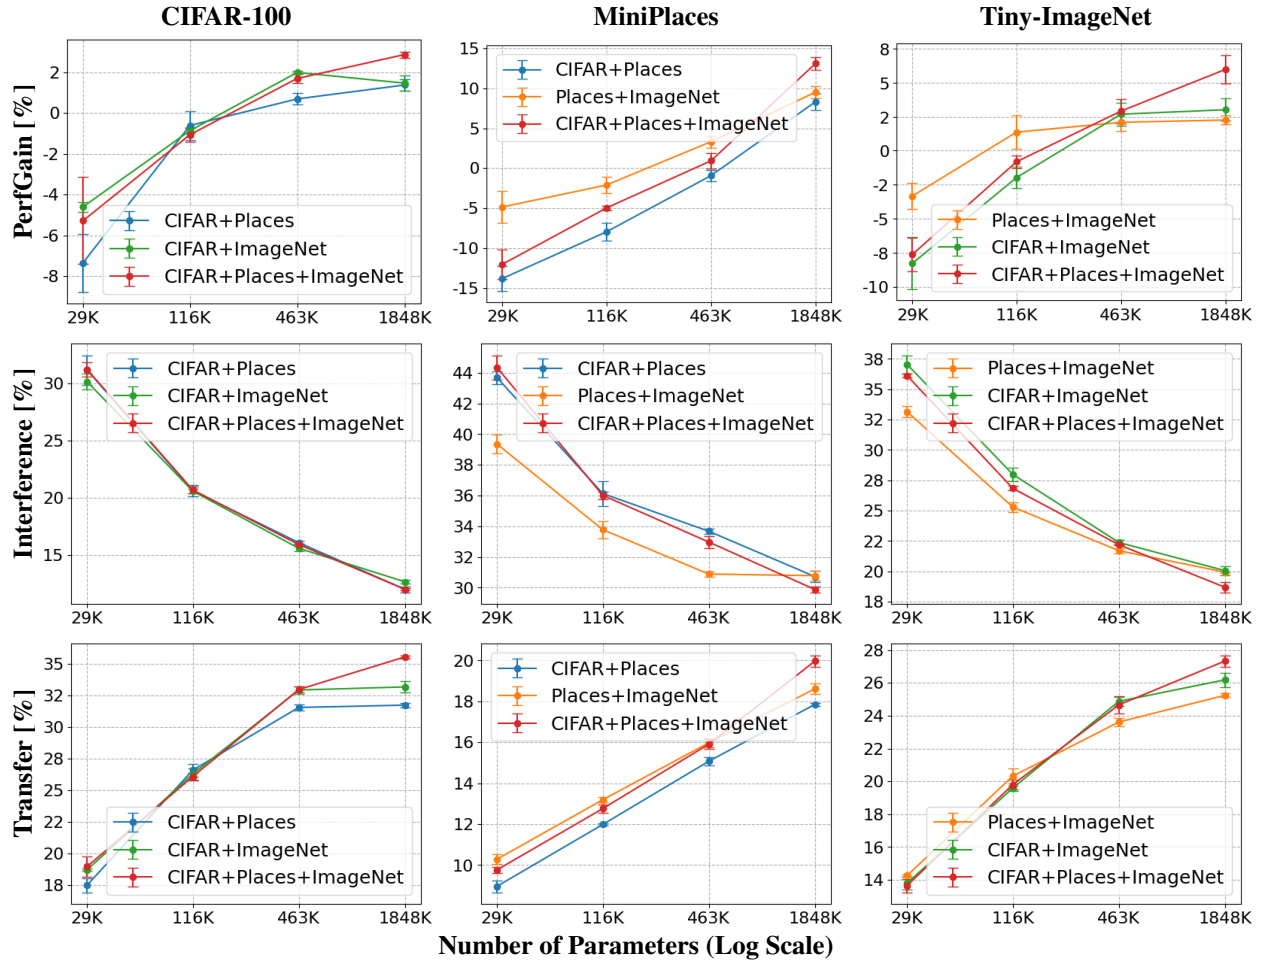 CIFAR-100 MiniPlaces Tiny-ImageNet
PerfGain [%]
2
0
-2
-4
-6
-8
CIFAR+Places
CIFAR+ImageNet
CIFAR+Places+ImageNet
29K 116K 463K 1848K
15
10
5
0
-5
-10
-15
CIFAR+Places
Places+ImageNet
CIFAR+Places+ImageNet
29K 116K 463K 1848K
8
5
2
0
-2
-5
-8
-10
Places+ImageNet
CIFAR+ImageNet
CIFAR+Places+ImageNet
29K 116K 463K 1848K
Interference [%]
30
25
20
15
CIFAR+Places
CIFAR+ImageNet
CIFAR+Places+ImageNet
29K 116K 463K 1848K
44
42
40
38
36
34
32
30
CIFAR+Places
Places+ImageNet
CIFAR+Places+ImageNet
29K 116K 463K 1848K
38
35
32
30
28
25
22
20
18
Places+ImageNet
CIFAR+ImageNet
CIFAR+Places+ImageNet
29K 116K 463K 1848K
Transfer [%]
35
32
30
28
25
22
20
18
CIFAR+Places
CIFAR+ImageNet
CIFAR+Places+ImageNet
29K 116K 463K 1848K
20
18
16
14
12
10
CIFAR+Places
Places+ImageNet
CIFAR+Places+ImageNet
29K 116K 463K 1848K
28
26
24
22
20
18
16
14
Places+ImageNet
CIFAR+ImageNet
CIFAR+Places+ImageNet
29K 116K 463K 1848K
Number of Parameters (Log Scale)